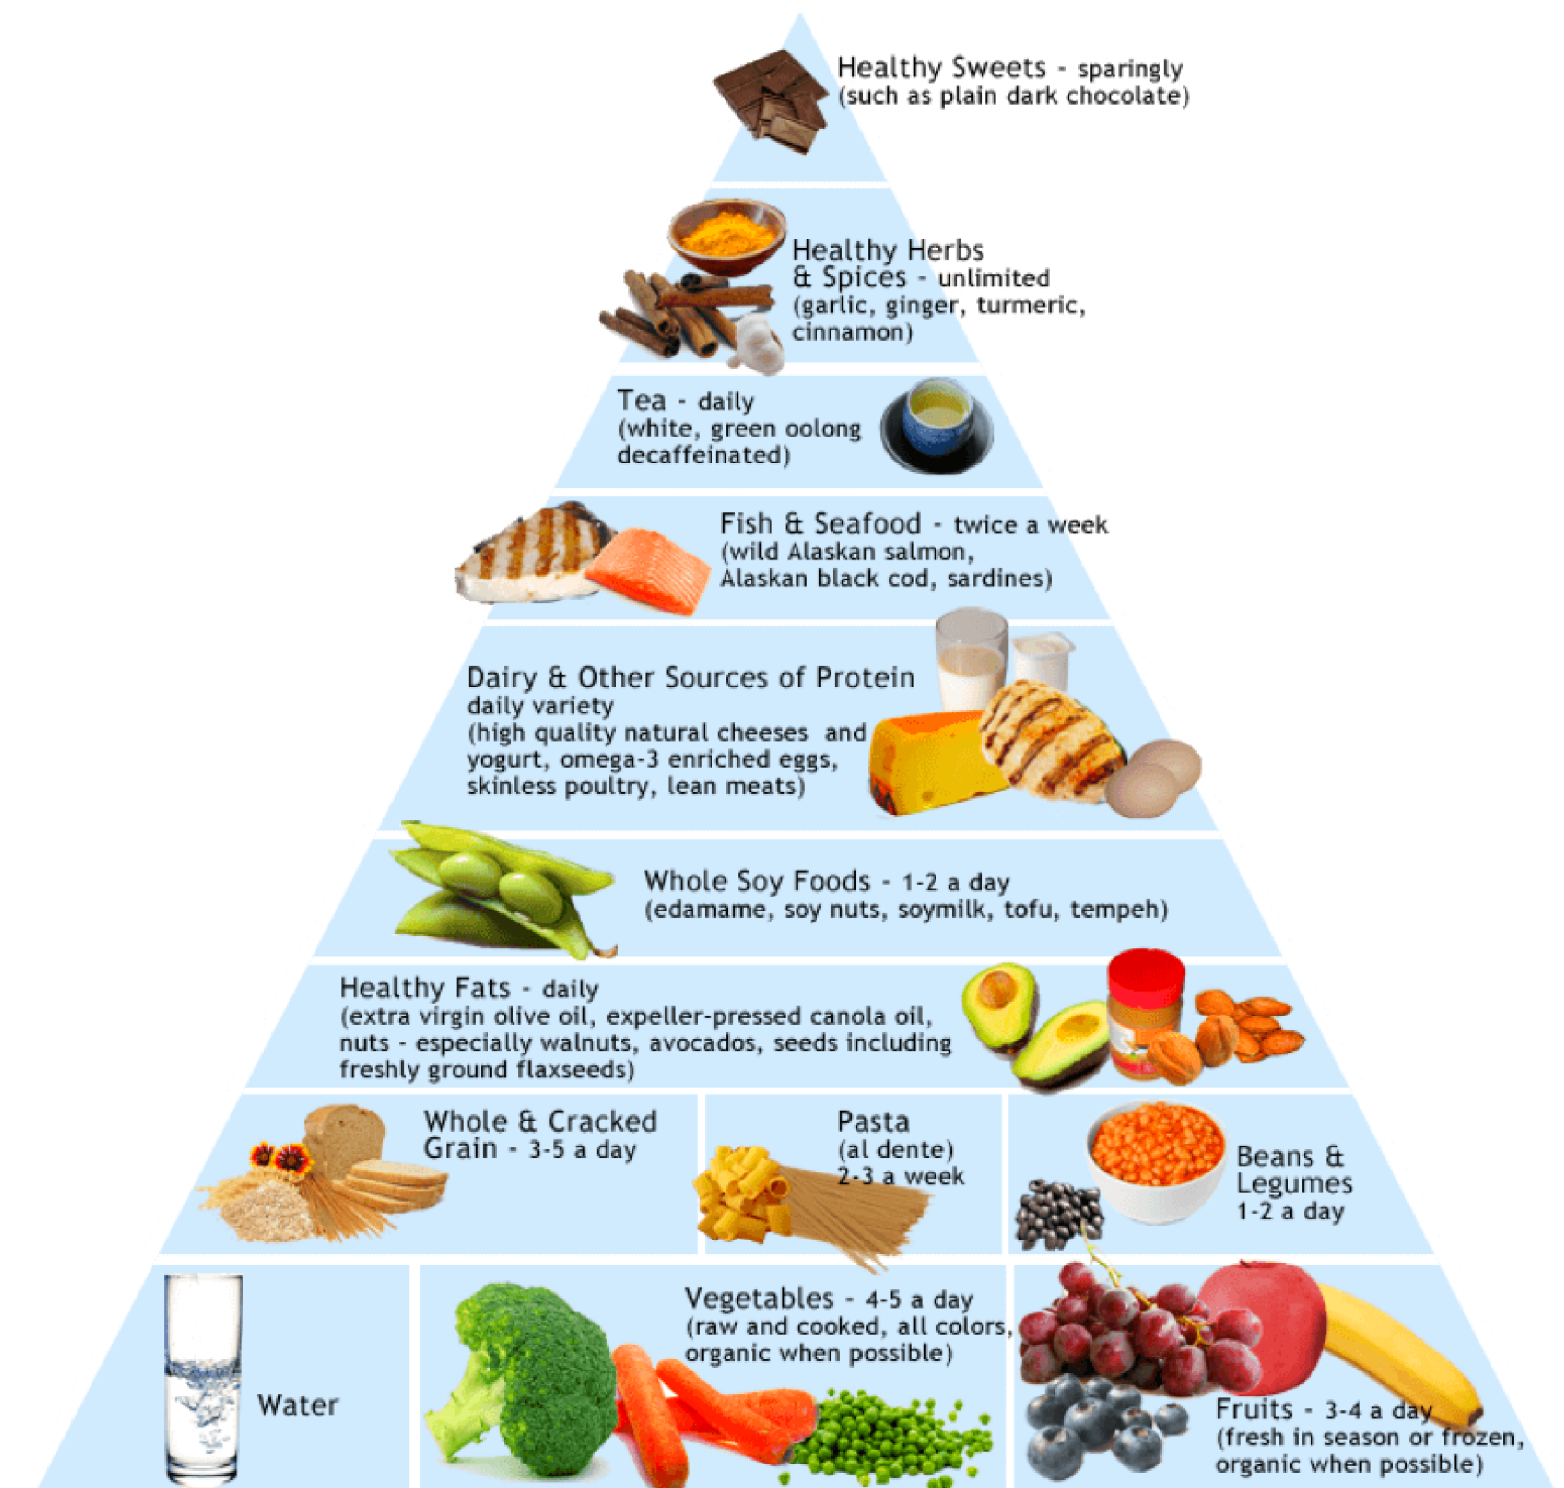 Healthy Sweets - sparingly
(such as plain dark chocolate)
Healthy Herbs
& Spices - unlimited
(garlic, ginger, turmeric,
cinnamon)
Tea - daily
(white, green oolong
decaffeinated)
Fish & Seafood - twice a week
(wild Alaskan salmon,
Alaskan black cod, sardines)
Dairy & Other Sources of Protein
daily variety
(high quality natural cheeses and
yogurt, omega-3 enriched eggs,
skinless poultry, lean meats)
Whole Soy Foods - 1-2 a day
(edamame, soy nuts, soymilk, tofu, tempeh)
Healthy Fats - daily
(extra virgin olive oil, expeller-pressed canola oil,
nuts - especially walnuts, avocados, seeds including
freshly ground flaxseeds)
Whole & Cracked
Grain - 3-5 a day
Pasta
(al dente)
2-3 a week
Beans &
Legumes
1-2 a day
Water
Vegetables - 4-5 a day
(raw and cooked, all colors,
organic when possible)
Fruits - 3-4 a day
(fresh in season or frozen,
organic when possible)